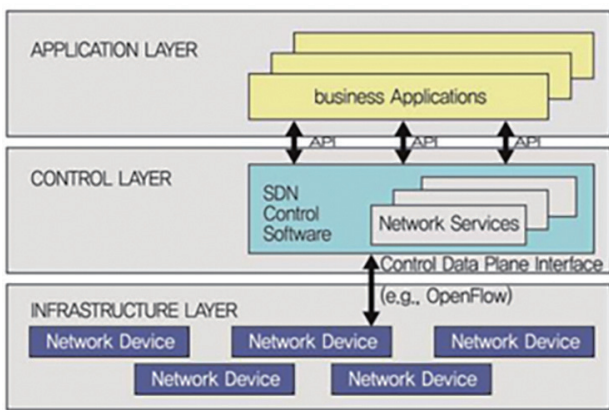 APPLICATION LAYER
business Applications
API API API
CONTROL LAYER
SDN
Control
Software
Network Services
Control Data Plane Interface
(e.g., OpenFlow)
INFRASTRUCTURE LAYER
Network Device Network Device Network Device
Network Device Network Device